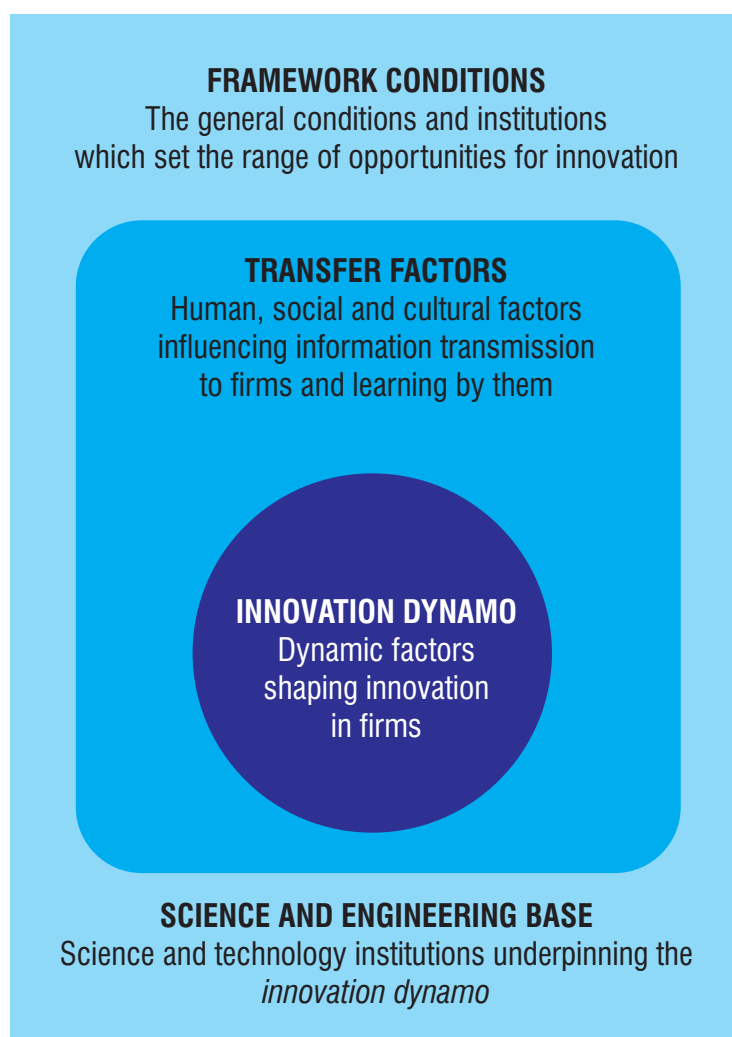 FRAMEWORK CONDITIONS
The general conditions and institutions
which set the range of opportunities for innovation
TRANSFER FACTORS
Human, social and cultural factors
influencing information transmission
to firms and learning by them
INNOVATION DYNAMO
Dynamic factors
shaping innovation
in firms
SCIENCE AND ENGINEERING BASE
Science and technology institutions underpinning the
innovation dynamo